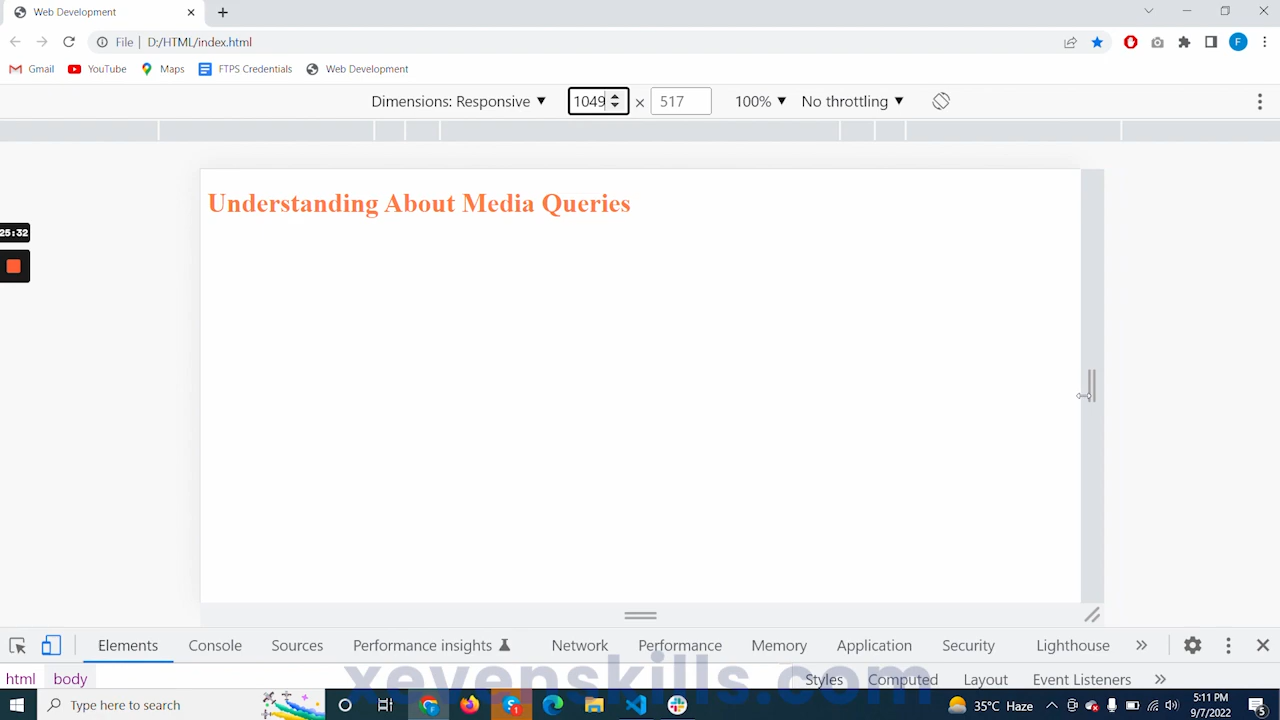 Web Development
File
D:/HTML/index.html
F
Gmail
YouTube
Maps
FTPS Credentials
Web Development
Dimensions: Responsive
1049 × 517
100%
No throttling
Understanding About Media Queries
25:32
Elements
Console
Sources
Performance insights
Network
Performance
Memory
Application
Security
Lighthouse
html
body
Styles
Computed
Layout
Event Listeners
xevenskills.com
Type here to search
35°C Haze
5:11 PM
9/7/2022